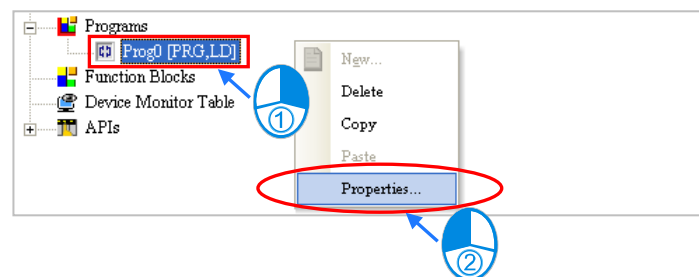 Programs
Prog0 [PRG,LD]
Function Blocks
Device Monitor Table
APIs
New...
Delete
Copy
Paste
Properties...
1
2